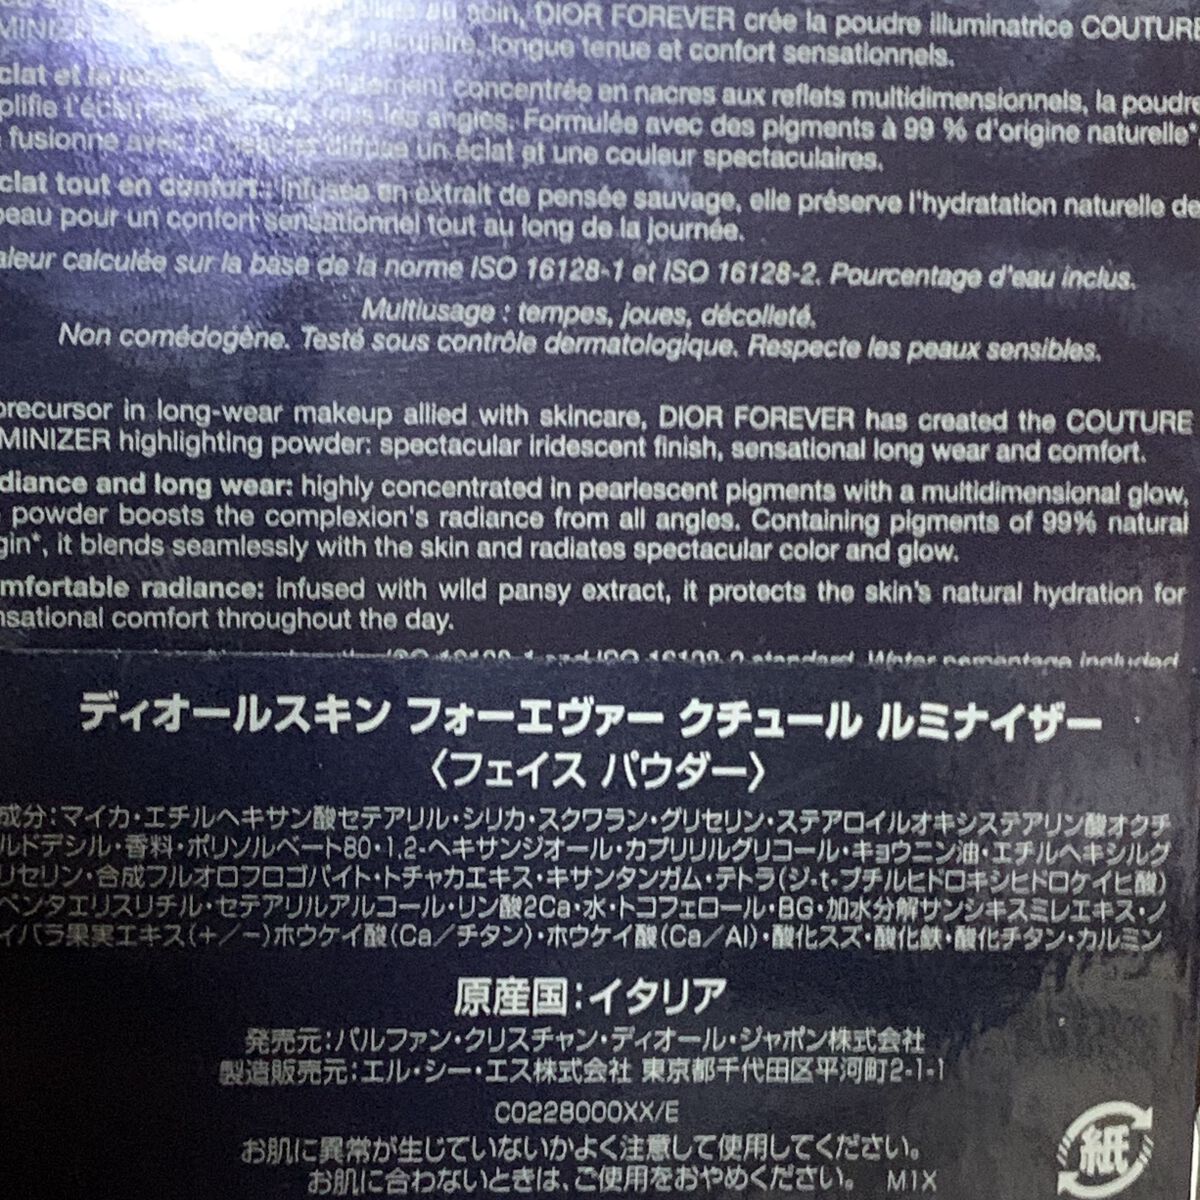 au soin, DIOR FOREVER crée la poudre illuminatrice COUTURE
MINIZER longue tenue et confort sensationnels.
clat et la concentrée en nacres aux reflets multidimensionnels, la poudre
plifie l'éclat les angles. Formulée avec des pigments à 99 % d'origine naturelle*,
fusionne avec la diffuse un éclat et une couleur spectaculaires.
clat tout en confort : infusée en extrait de pensée sauvage, elle préserve l'hydratation naturelle de
peau pour un confort sensationnel tout au long de la journée.
aleur calculée sur la base de la norme ISO 16128-1 et ISO 16128-2. Pourcentage d'eau inclus.
Multiusage : tempes, joues, décolleté.
Non comédogène. Testé sous contrôle dermatologique. Respecte les peaux sensibles.
precursor in long-wear makeup allied with skincare, DIOR FOREVER has created the COUTURE
MINIZER highlighting powder: spectacular iridescent finish, sensational long wear and comfort.
diance and long wear: highly concentrated in pearlescent pigments with a multidimensional glow,
powder boosts the complexion's radiance from all angles. Containing pigments of 99% natural
gin*, it blends seamlessly with the skin and radiates spectacular color and glow.
mfortable radiance: infused with wild pansy extract, it protects the skin's natural hydration for
nsational comfort throughout the day.
ISO 16128-1 and ISO 16128-2 standard. Water percentage included
ディオールスキン フォーエヴァー クチュール ルミナイザー
〈フェイス パウダー〉
成分:マイカ・エチルヘキサン酸セテアリル・シリカ・スクワラン・グリセリン・ステアロイルオキシステアリン酸オクチ
ルドデシル・香料・ポリソルベート80・1,2-ヘキサンジオール・カプリリルグリコール・キョウニン油・エチルヘキシルグ
リセリン・合成フルオロフロゴパイト・トチャカエキス・キサンタンガム・テトラ(ジ-t-ブチルヒドロキシヒドロケイヒ酸)
ペンタエリスリチル・セテアリルアルコール・リン酸2Ca・水・トコフェロール・BG・加水分解サンシキスミレエキス・ノ
イバラ果実エキス(+/−)ホウケイ酸(Ca/チタン)・ホウケイ酸(Ca/Al)・酸化スズ・酸化鉄・酸化チタン・カルミン
原産国:イタリア
発売元:パルファン・クリスチャン・ディオール・ジャポン株式会社
製造販売元:エル・シー・エス株式会社 東京都千代田区平河町2-1-1
C0228000XX/E
お肌に異常が生じていないかよく注意して使用してください。
お肌に合わないときは、ご使用をおやめください。 M1X
紙